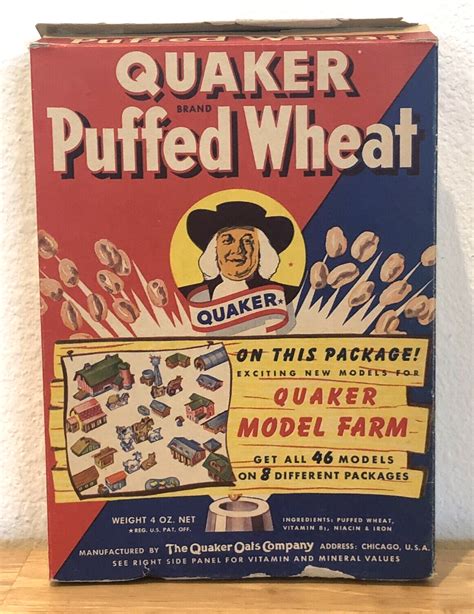 Puffed Wheat
QUAKER
BRAND
Puffed Wheat
QUAKER*
ON THIS PACKAGE!
EXCITING NEW MODELS FOR
QUAKER
MODEL FARM
GET ALL 46 MODELS
ON 8 DIFFERENT PACKAGES
WEIGHT 4 OZ. NET
*REG. U.S. PAT. OFF.
INGREDIENTS: PUFFED WHEAT,
VITAMIN B₁, NIACIN & IRON
MANUFACTURED BY The Quaker Oats Company ADDRESS: CHICAGO, U.S.A.
SEE RIGHT SIDE PANEL FOR VITAMIN AND MINERAL VALUES